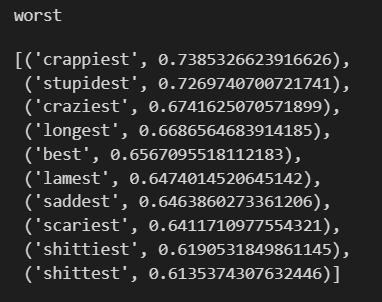 worst
[('crappiest', 0.7385326623916626),
('stupidest', 0.7269740700721741),
('craziest', 0.6741625070571899),
('longest', 0.6686564683914185),
('best', 0.6567095518112183),
('lamest', 0.6474014520645142),
('saddest', 0.6463860273361206),
('scariest', 0.6411710977554321),
('shittiest', 0.6190531849861145),
('shittest', 0.6135374307632446)]